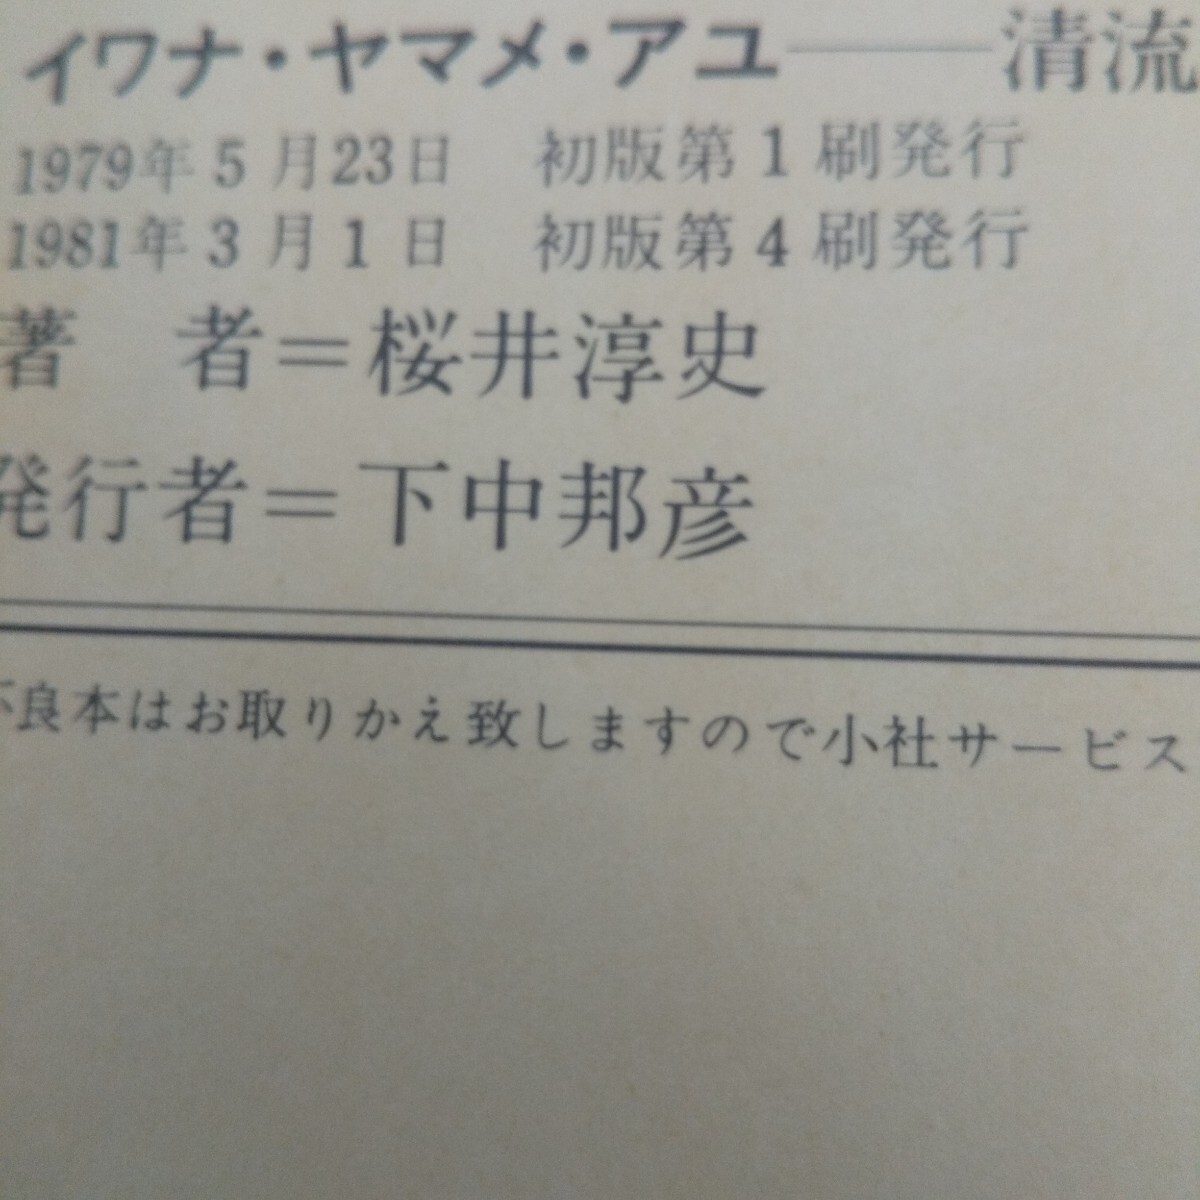 イワナ・ヤマメ・アユ――清流
1979年5月23日　初版第1刷発行
1981年3月1日　初版第4刷発行
著　者＝桜井淳史
発行者＝下中邦彦
不良本はお取りかえ致しますので小社サービス